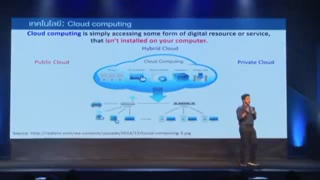 เทคโนโลยี: Cloud computing
Cloud computing is simply accessing some form of digital resource or service,
that isn't installed on your computer.
Hybrid Cloud
Public Cloud
Cloud Computing
Private Cloud